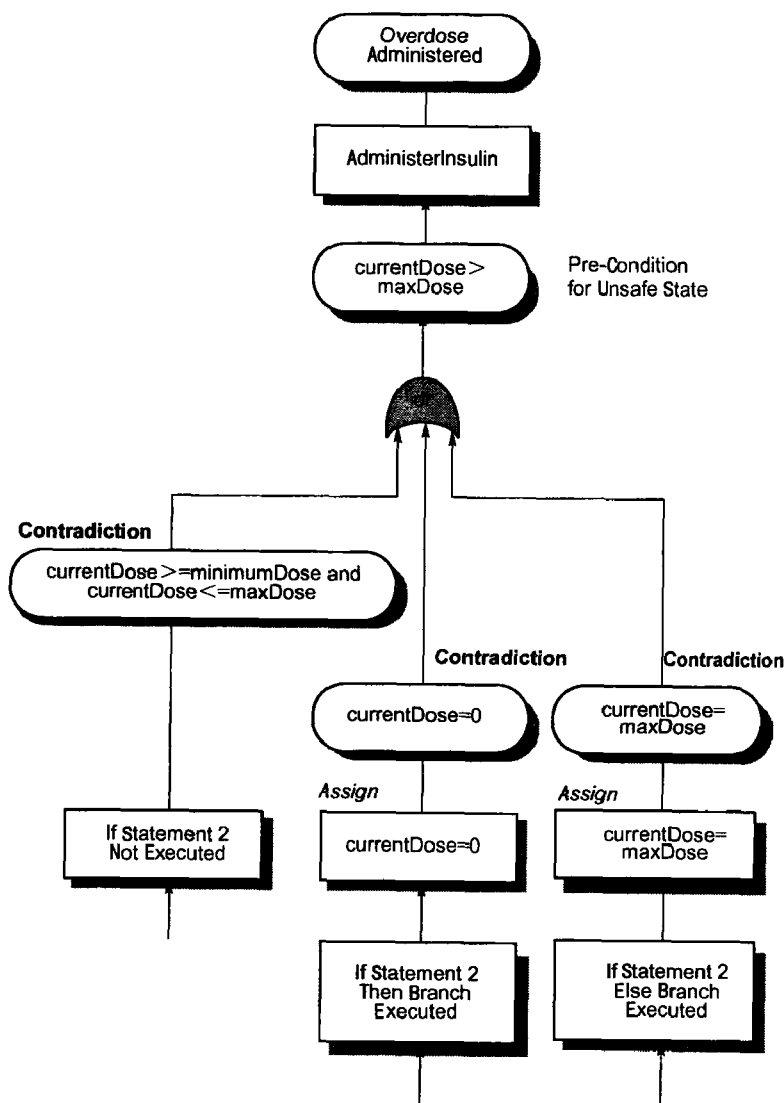 Overdose
Administered
AdministerInsulin
currentDose>
maxDose
Pre-Condition
for Unsafe State
or
Contradiction
currentDose>=minimumDose and
currentDose<=maxDose
Contradiction
Contradiction
currentDose=0
currentDose=
maxDose
Assign
Assign
If Statement 2
Not Executed
currentDose=0
currentDose=
maxDose
If Statement 2
Then Branch
Executed
If Statement 2
Else Branch
Executed